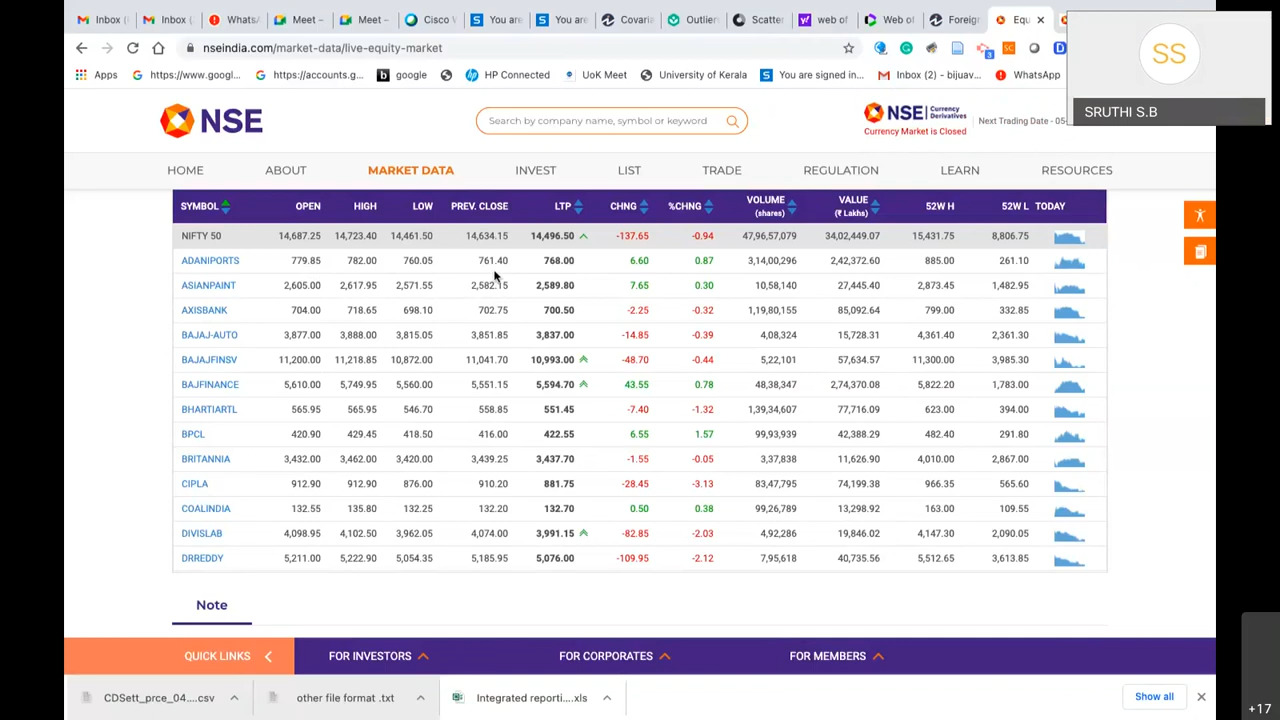 Inbox (
Inbox (
Whats
Meet –
Meet –
Cisco
You are
You are
Covaria
Outlier
Scatter
web of
Web of
Foreign
Equ
nseindia.com/market-data/live-equity-market
Apps
https://www.googl...
https://accounts.g...
google
HP Connected
UoK Meet
University of Kerala
You are signed in...
Inbox (2) - bijuav...
WhatsApp
SS
SRUTHI S.B
NSE
Search by company name, symbol or keyword
NSE Currency Derivatives
Currency Market is Closed
Next Trading Date - 05-
HOME ABOUT MARKET DATA INVEST LIST TRADE REGULATION LEARN RESOURCES
SYMBOL OPEN HIGH LOW PREV. CLOSE LTP CHNG %CHNG VOLUME (shares) VALUE (₹ Lakhs) 52W H 52W L TODAY
NIFTY 50 14,687.25 14,723.40 14,461.50 14,634.15 14,496.50 -137.65 -0.94 47,96,57,079 34,02,449.07 15,431.75 8,806.75
ADANIPORTS 779.85 782.00 760.05 761.40 768.00 6.60 0.87 3,14,00,296 2,42,372.60 885.00 261.10
ASIANPAINT 2,605.00 2,617.95 2,571.55 2,582.15 2,589.80 7.65 0.30 10,58,140 27,445.40 2,873.45 1,482.95
AXISBANK 704.00 718.65 698.10 702.75 700.50 -2.25 -0.32 1,19,80,155 85,092.64 799.00 332.85
BAJAJ-AUTO 3,877.00 3,888.00 3,815.05 3,851.85 3,837.00 -14.85 -0.39 4,08,324 15,728.31 4,361.40 2,361.30
BAJAJFINSV 11,200.00 11,218.85 10,872.00 11,041.70 10,993.00 -48.70 -0.44 5,22,101 57,634.57 11,300.00 3,985.30
BAJFINANCE 5,610.00 5,749.95 5,560.00 5,551.15 5,594.70 43.55 0.78 48,38,347 2,74,370.08 5,822.20 1,783.00
BHARTIARTL 565.95 565.95 546.70 558.85 551.45 -7.40 -1.32 1,39,34,607 77,716.09 623.00 394.00
BPCL 420.90 429.45 418.50 416.00 422.55 6.55 1.57 99,93,939 42,388.29 482.40 291.80
BRITANNIA 3,432.00 3,462.00 3,420.00 3,439.25 3,437.70 -1.55 -0.05 3,37,838 11,626.90 4,010.00 2,867.00
CIPLA 912.90 912.90 876.00 910.20 881.75 -28.45 -3.13 83,47,795 74,199.38 966.35 565.60
COALINDIA 132.55 135.80 132.25 132.20 132.70 0.50 0.38 99,26,789 13,298.92 163.00 109.55
DIVISLAB 4,098.95 4,102.50 3,962.05 4,074.00 3,991.15 -82.85 -2.03 4,92,286 19,846.02 4,147.30 2,090.05
DRREDDY 5,211.00 5,222.90 5,054.35 5,185.95 5,076.00 -109.95 -2.12 7,95,618 40,735.56 5,512.65 3,613.85
Note
QUICK LINKS FOR INVESTORS FOR CORPORATES FOR MEMBERS
CDSett_prce_04....csv
other file format .txt
Integrated reporti....xls
Show all
+17